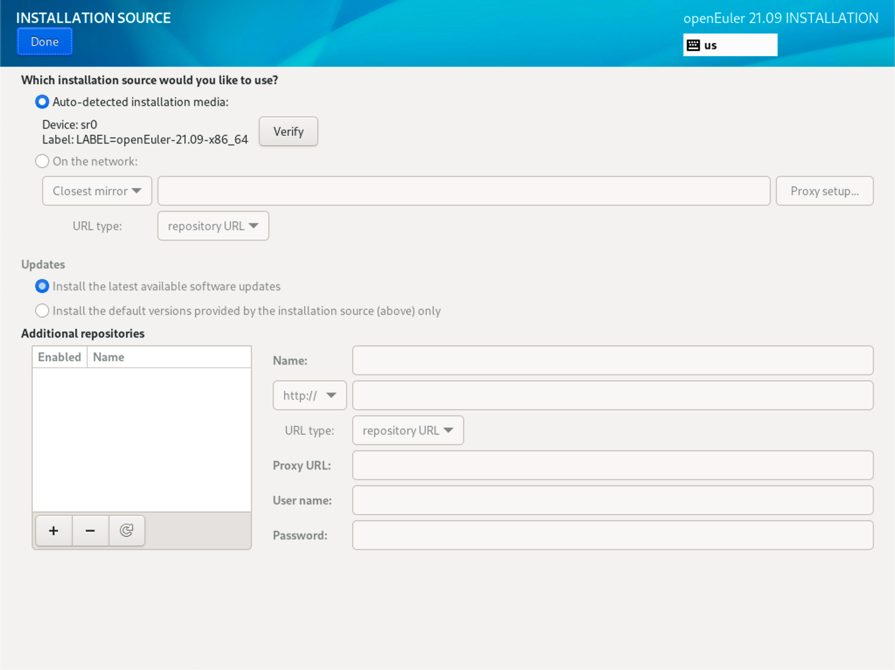 INSTALLATION SOURCE
openEuler 21.09 INSTALLATION
Done
us
Which installation source would you like to use?
Auto-detected installation media:
Device: sr0
Label: LABEL=openEuler-21.09-x86_64
Verify
On the network:
Closest mirror
Proxy setup...
URL type:
repository URL
Updates
Install the latest available software updates
Install the default versions provided by the installation source (above) only
Additional repositories
Enabled Name
Name:
http://
URL type:
repository URL
Proxy URL:
User name:
Password: